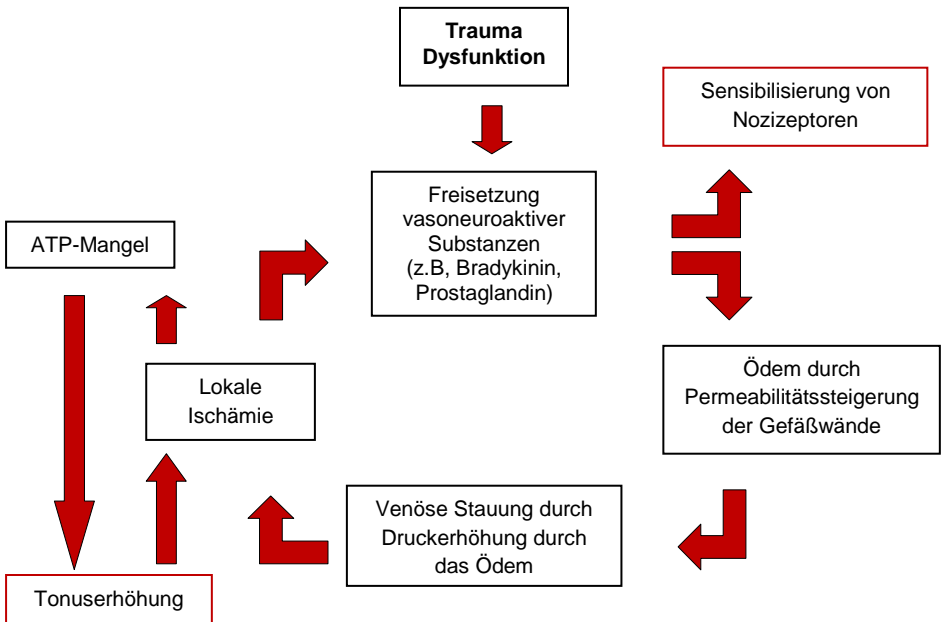 Trauma
Dysfunktion
Sensibilisierung von
Nozizeptoren
Freisetzung
vasoneuroaktiver
Substanzen
(z.B, Bradykinin,
Prostaglandin)
ATP-Mangel
Lokale
Ischämie
Ödem durch
Permeabilitätssteigerung
der Gefäßwände
Venöse Stauung durch
Druckerhöhung durch
das Ödem
Tonuserhöhung